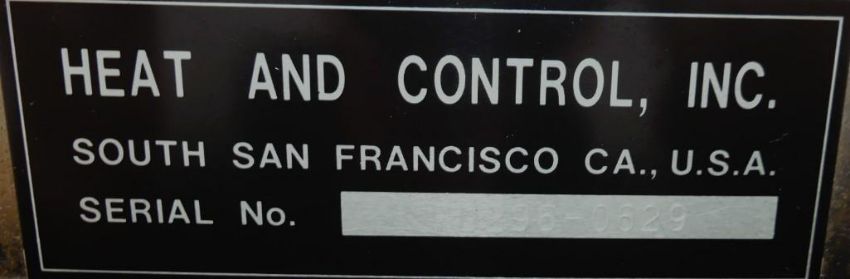 HEAT AND CONTROL, INC.
SOUTH SAN FRANCISCO CA., U.S.A.
SERIAL No.